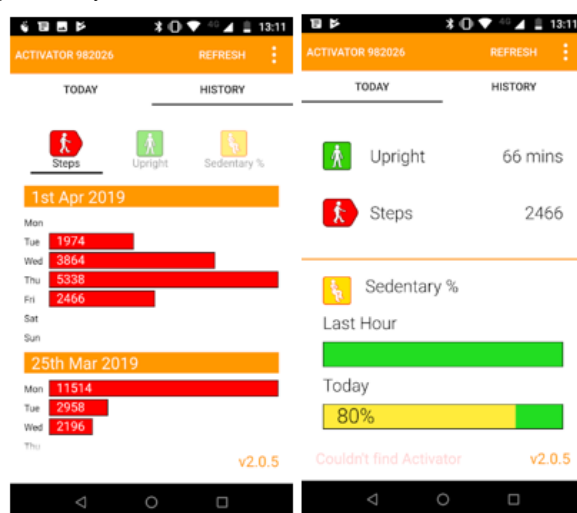 4G 13:11
ACTIVATOR 982026 REFRESH
TODAY HISTORY
Steps Upright Sedentary %
1st Apr 2019
Mon
Tue 1974
Wed 3864
Thu 5338
Fri 2466
Sat
Sun
25th Mar 2019
Mon 11514
Tue 2958
Wed 2196
Thu
v2.0.5
4G 13:11
ACTIVATOR 982026 REFRESH
TODAY HISTORY
Upright 66 mins
Steps 2466
Sedentary %
Last Hour
Today
80%
Couldn't find Activator v2.0.5